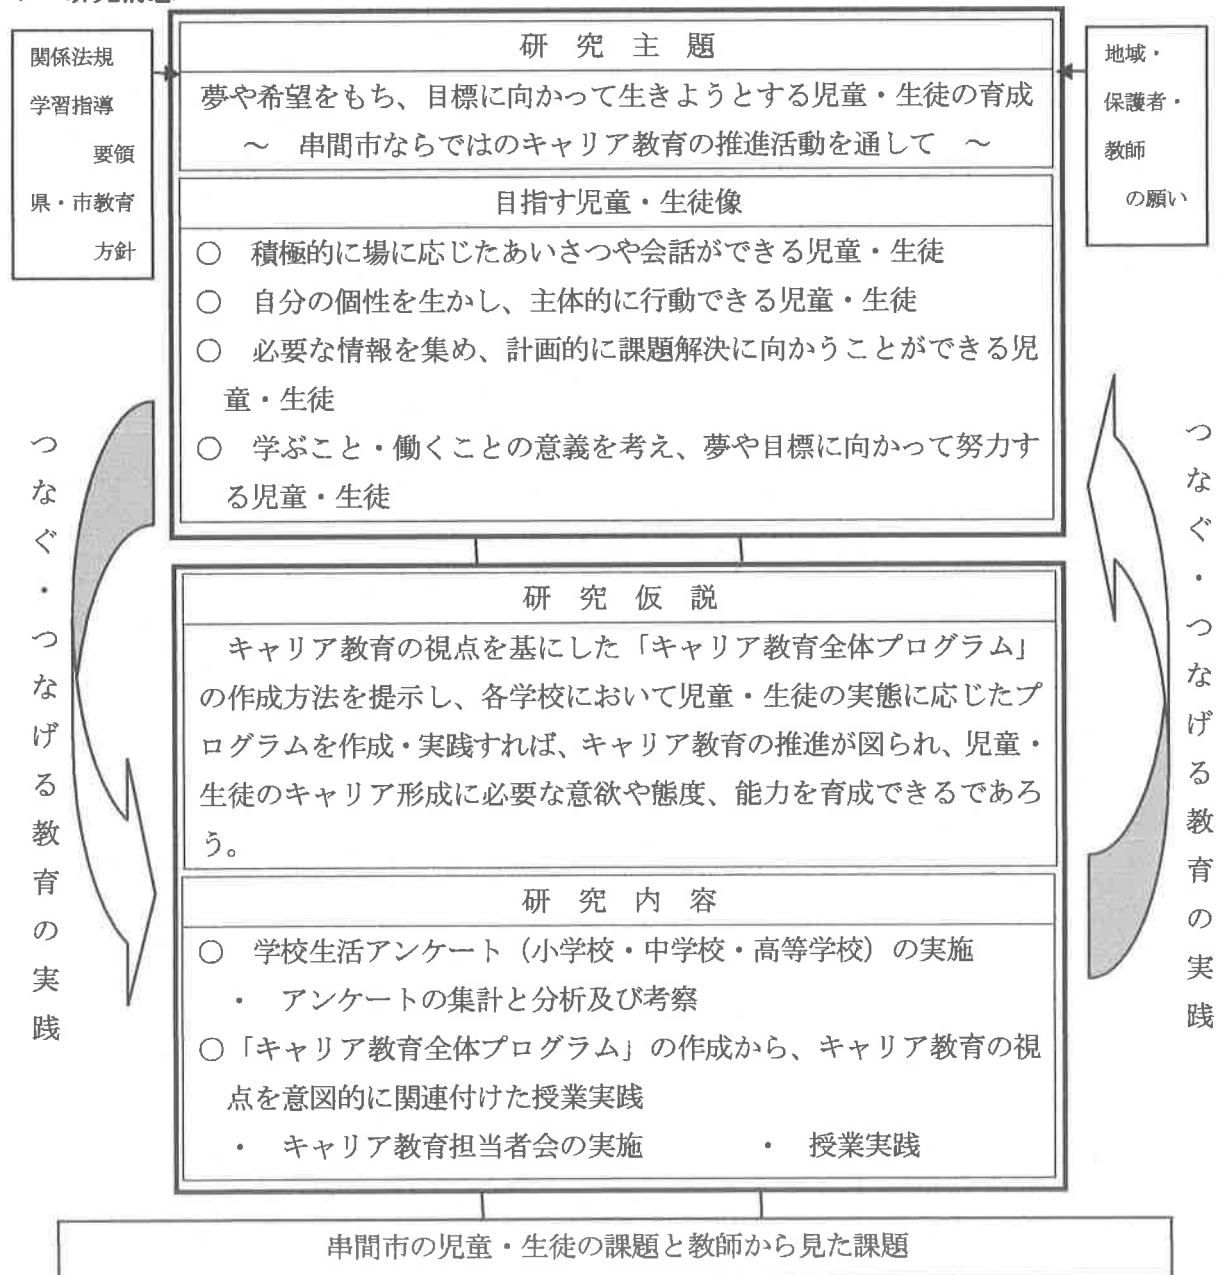 関係法規
学習指導
要領
県・市教育
方針
地域・
保護者・
教師
の願い
研　究　主　題
夢や希望をもち、目標に向かって生きようとする児童・生徒の育成
～　串間市ならではのキャリア教育の推進活動を通して　～
目指す児童・生徒像
○　積極的に場に応じたあいさつや会話ができる児童・生徒
○　自分の個性を生かし、主体的に行動できる児童・生徒
○　必要な情報を集め、計画的に課題解決に向かうことができる児
童・生徒
○　学ぶこと・働くことの意義を考え、夢や目標に向かって努力す
る児童・生徒
つなぐ・つなげる教育の実践
つなぐ・つなげる教育の実践
研　究　仮　説
キャリア教育の視点を基にした「キャリア教育全体プログラム」
の作成方法を提示し、各学校において児童・生徒の実態に応じたプ
ログラムを作成・実践すれば、キャリア教育の推進が図られ、児童・
生徒のキャリア形成に必要な意欲や態度、能力を育成できるであろ
う。
研　究　内　容
○　学校生活アンケート（小学校・中学校・高等学校）の実施
・　アンケートの集計と分析及び考察
○「キャリア教育全体プログラム」の作成から、キャリア教育の視
点を意図的に関連付けた授業実践
・　キャリア教育担当者会の実施　　　・　授業実践
串間市の児童・生徒の課題と教師から見た課題